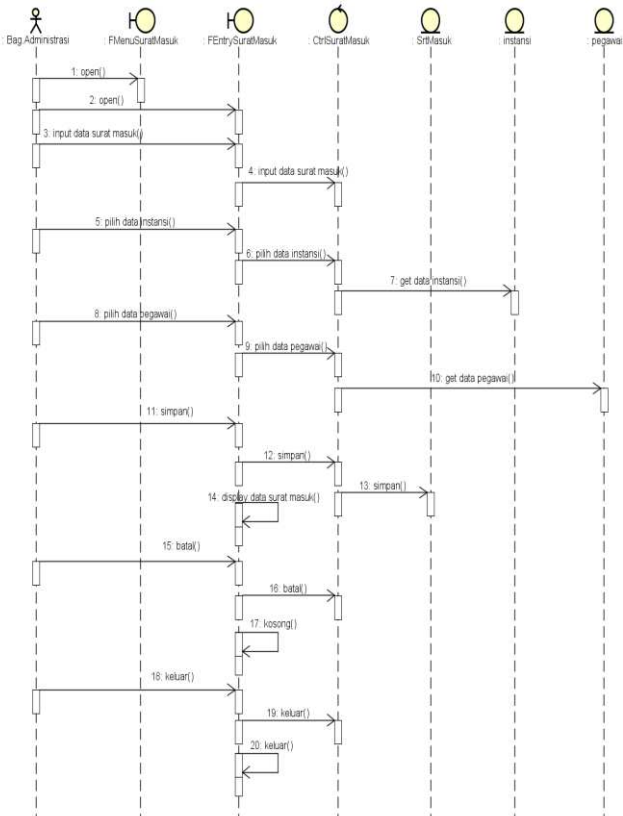 : Bag.Administrasi : FMenuSuratMasuk : FEntrySuratMasuk : CtrlSuratMasuk : SrtMasuk : instansi : pegawai
1: open()
2: open()
3: input data surat masuk()
4: input data surat masuk()
5: pilih data instansi()
6: pilih data instansi()
7: get data instansi()
8: pilih data pegawai()
9: pilih data pegawai()
10: get data pegawai()
11: simpan()
12: simpan()
13: simpan()
14: display data surat masuk()
15: batal()
16: batal()
17: kosong()
18: keluar()
19: keluar()
20: keluar()